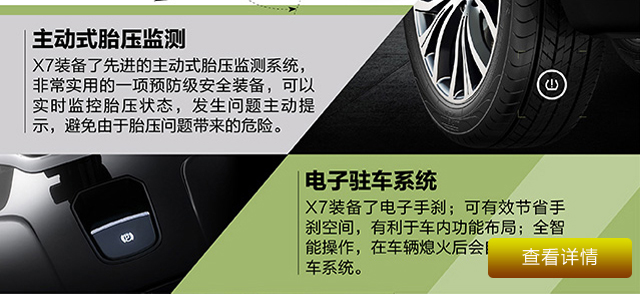 主动式胎压监测
X7装备了先进的主动式胎压监测系统，
非常实用的一项预防级安全装备，可以
实时监控胎压状态，发生问题主动提
示，避免由于胎压问题带来的危险。
电子驻车系统
X7装备了电子手刹；可有效节省手
刹空间，有利于车内功能布局；全智
能操作，在车辆熄火后会
车系统。
查看详情